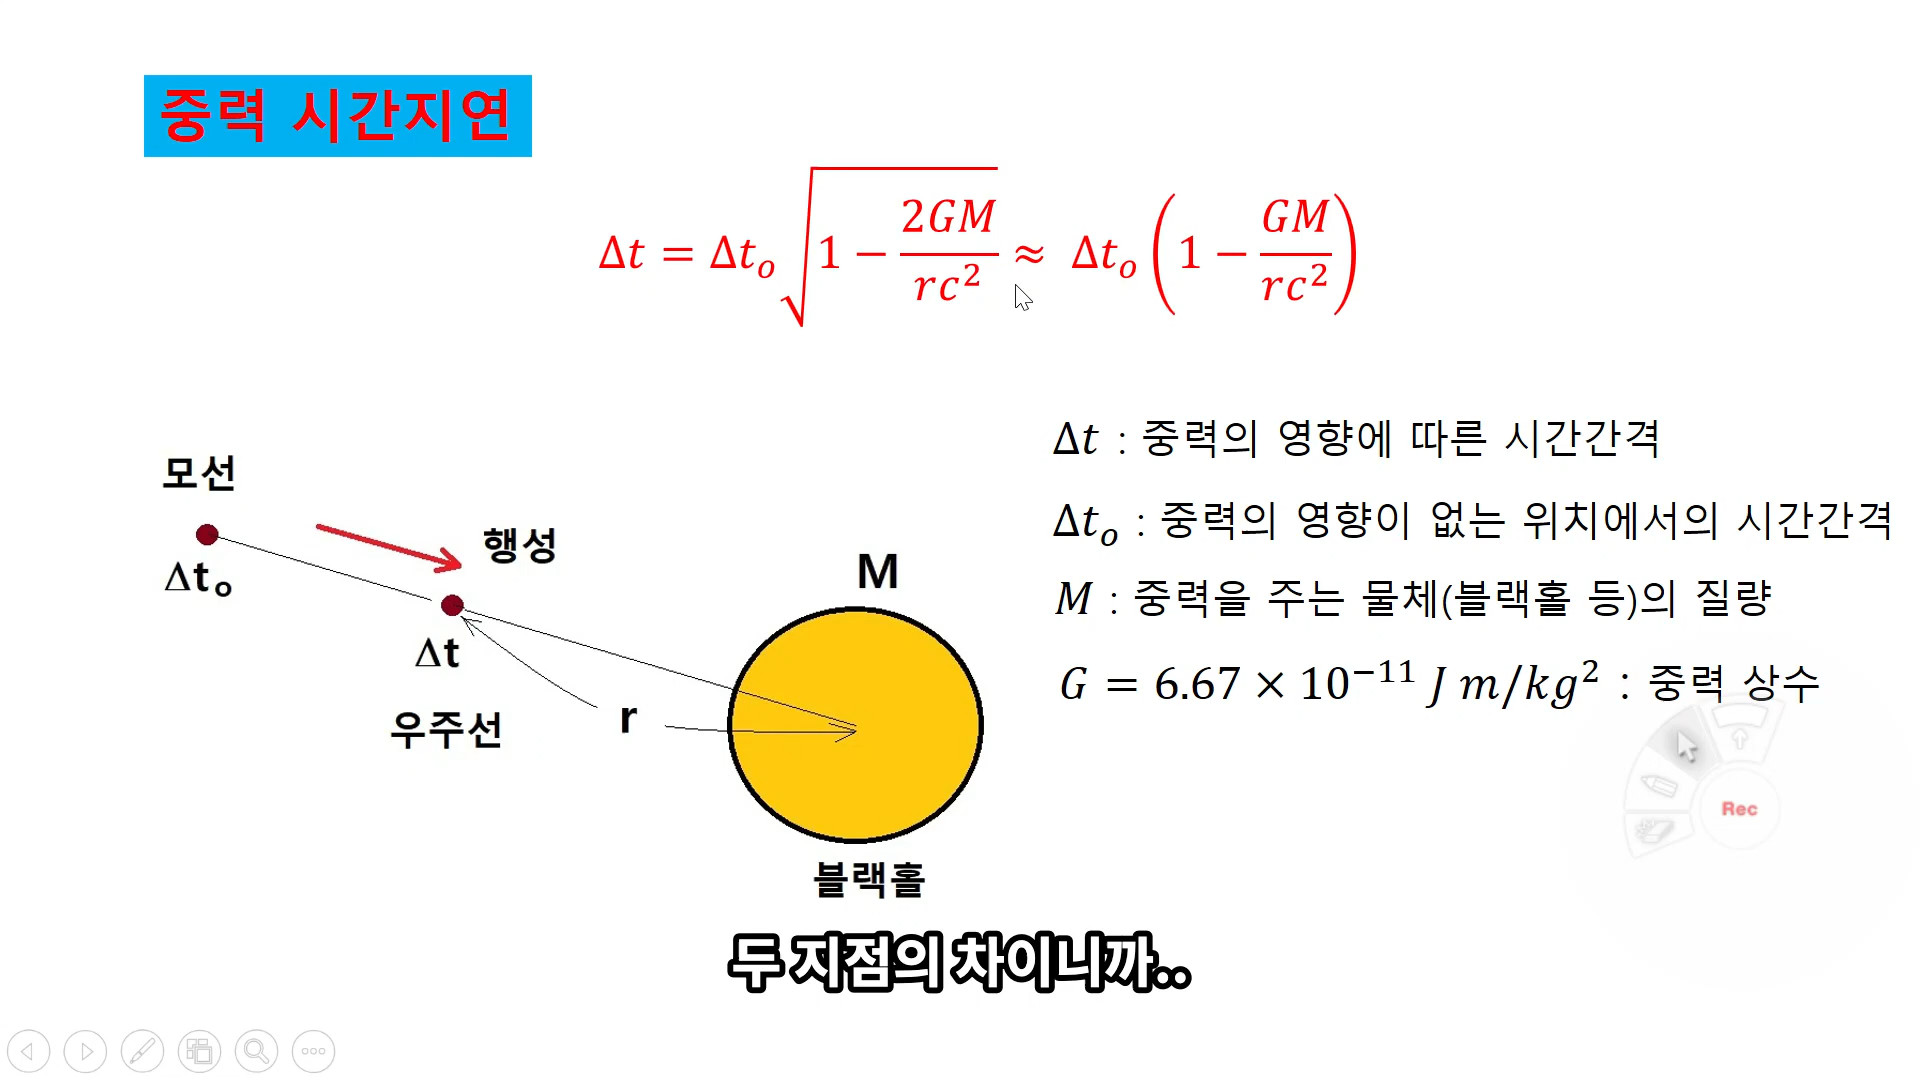 중력 시간지연
Δt = Δt₀ √(1 − 2GM/rc²) ≈ Δt₀ (1 − GM/rc²)
Δt : 중력의 영향에 따른 시간간격
Δt₀ : 중력의 영향이 없는 위치에서의 시간간격
M : 중력을 주는 물체(블랙홀 등)의 질량
G = 6.67 × 10⁻¹¹ J m/kg² : 중력 상수
모선
Δt₀
행성
Δt
우주선
r
M
블랙홀
Rec
두 지점의 차이니까..